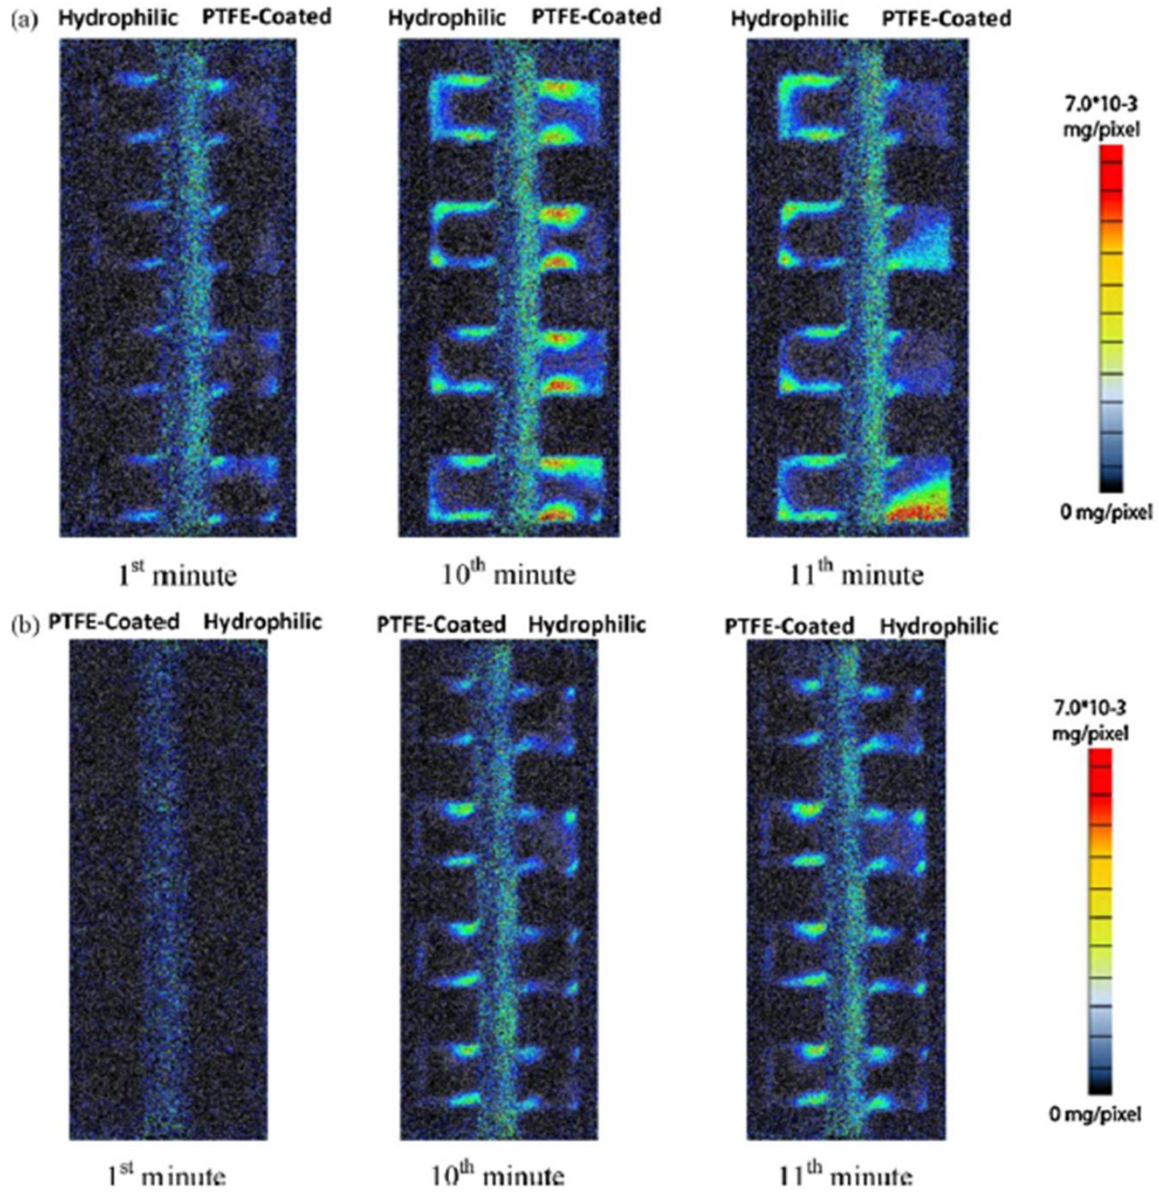 (a) Hydrophilic PTFE-Coated Hydrophilic PTFE-Coated Hydrophilic PTFE-Coated
7.0*10-3
mg/pixel
0 mg/pixel
1st minute 10th minute 11th minute
(b) PTFE-Coated Hydrophilic PTFE-Coated Hydrophilic PTFE-Coated Hydrophilic
7.0*10-3
mg/pixel
0 mg/pixel
1st minute 10th minute 11th minute